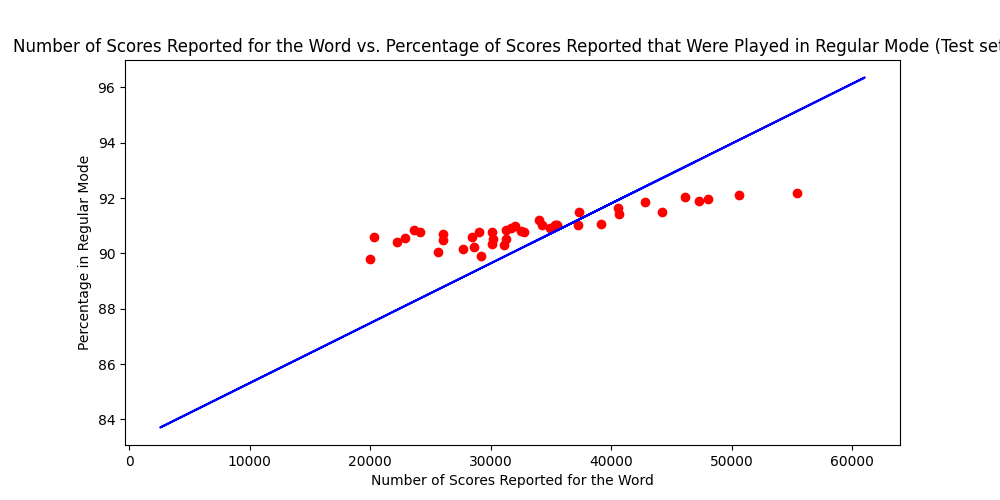 Number of Scores Reported for the Word vs. Percentage of Scores Reported that Were Played in Regular Mode (Test set
96
94
92
90
88
86
84
Percentage in Regular Mode
0 10000 20000 30000 40000 50000 60000
Number of Scores Reported for the Word